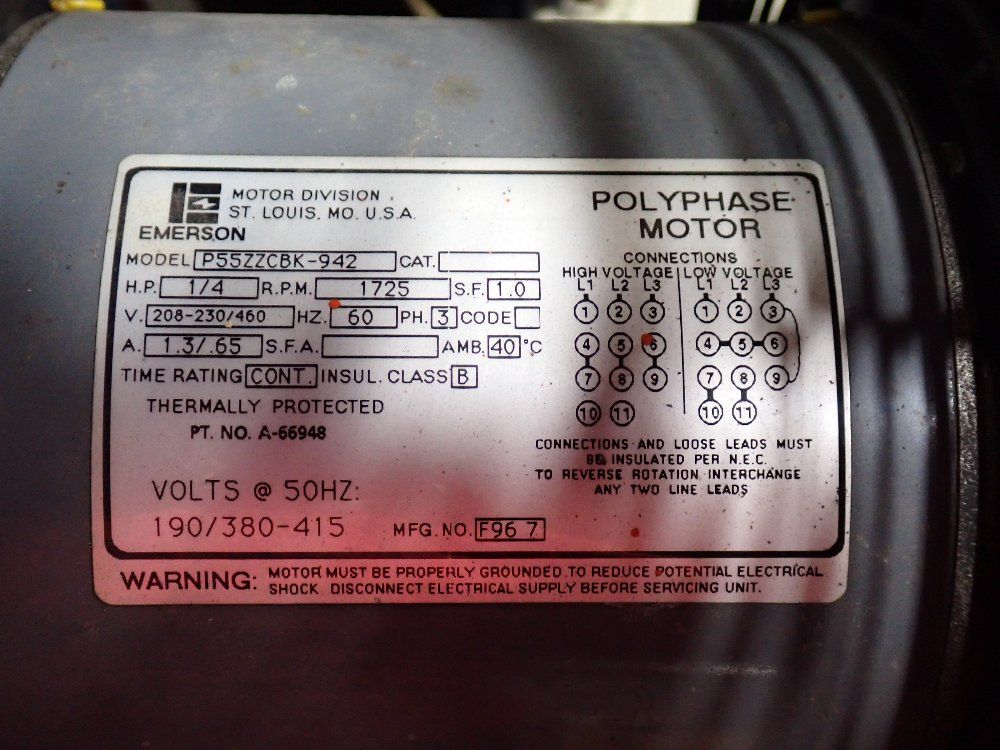 MOTOR DIVISION
ST. LOUIS, MO. U.S.A.
EMERSON
MODEL P55ZZCBK-942 CAT.
H.P. 1/4 R.P.M. 1725 S.F. 1.0
V. 208-230/460 HZ. 60 PH. 3 CODE
A. 1.3/.65 S.F.A. AMB. 40 °C
TIME RATING CONT. INSUL. CLASS B
THERMALLY PROTECTED
PT. NO. A-66948
VOLTS @ 50HZ:
190/380-415 MFG. NO. F96 7
POLYPHASE
MOTOR
CONNECTIONS
HIGH VOLTAGE LOW VOLTAGE
L1 L2 L3 L1 L2 L3
1 2 3 1 2 3
4 5 6 4 5 6
7 8 9 7 8 9
10 11 10 11
CONNECTIONS AND LOOSE LEADS MUST
BE INSULATED PER N.E.C.
TO REVERSE ROTATION INTERCHANGE
ANY TWO LINE LEADS
WARNING: MOTOR MUST BE PROPERLY GROUNDED TO REDUCE POTENTIAL ELECTRICAL
SHOCK. DISCONNECT ELECTRICAL SUPPLY BEFORE SERVICING UNIT.